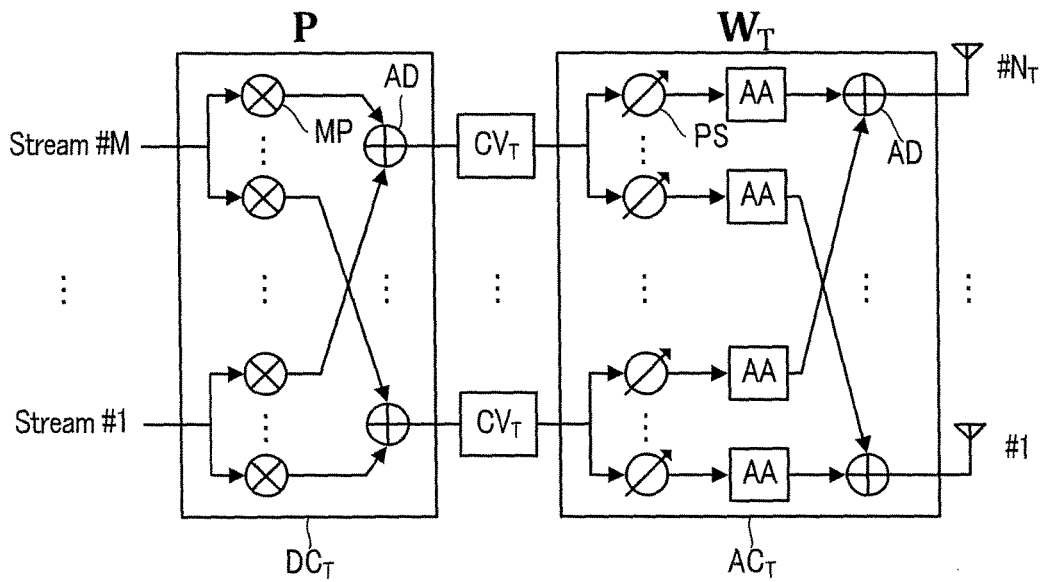 P
W_T
AD
#N_T
MP
AA
PS
AD
Stream #M
CV_T
AA
AA
Stream #1
CV_T
AA
#1
DC_T
AC_T